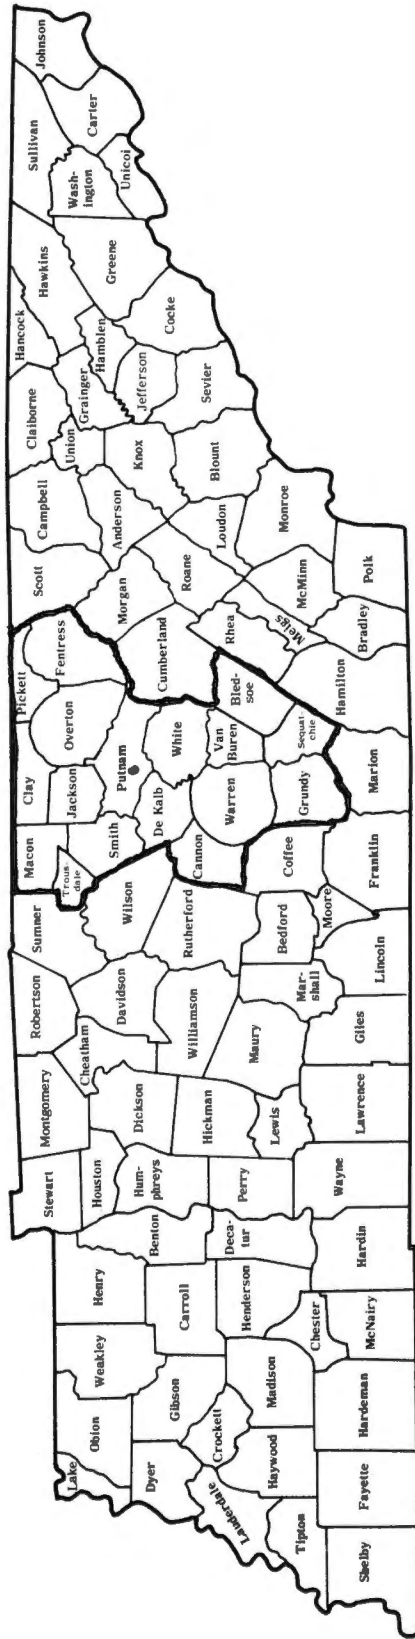 Lake
Obion
Weakley
Henry
Stewart
Montgomery
Robertson
Sumner
Macon
Trous-
dale
Clay
Pickett
Scott
Campbell
Claiborne
Hancock
Hawkins
Sullivan
Johnson
Carter
Wash-
ington
Unicoi
Greene
Hamblen
Grainger
Union
Anderson
Morgan
Fentress
Overton
Jackson
Smith
Wilson
Davidson
Cheatham
Dickson
Houston
Hum-
phreys
Benton
Carroll
Gibson
Dyer
Crockett
Lauderdale
Haywood
Madison
Henderson
Deca-
tur
Perry
Hickman
Williamson
Rutherford
Cannon
De Kalb
Putnam
White
Cumberland
Roane
Knox
Jefferson
Cocke
Sevier
Blount
Loudon
Monroe
McMinn
Meigs
Rhea
Bled-
soe
Van
Buren
Warren
Coffee
Bedford
Mar-
shall
Maury
Lewis
Chester
Tipton
Shelby
Fayette
Hardeman
McNairy
Hardin
Wayne
Lawrence
Giles
Lincoln
Moore
Franklin
Grundy
Sequat-
chie
Marion
Hamilton
Bradley
Polk